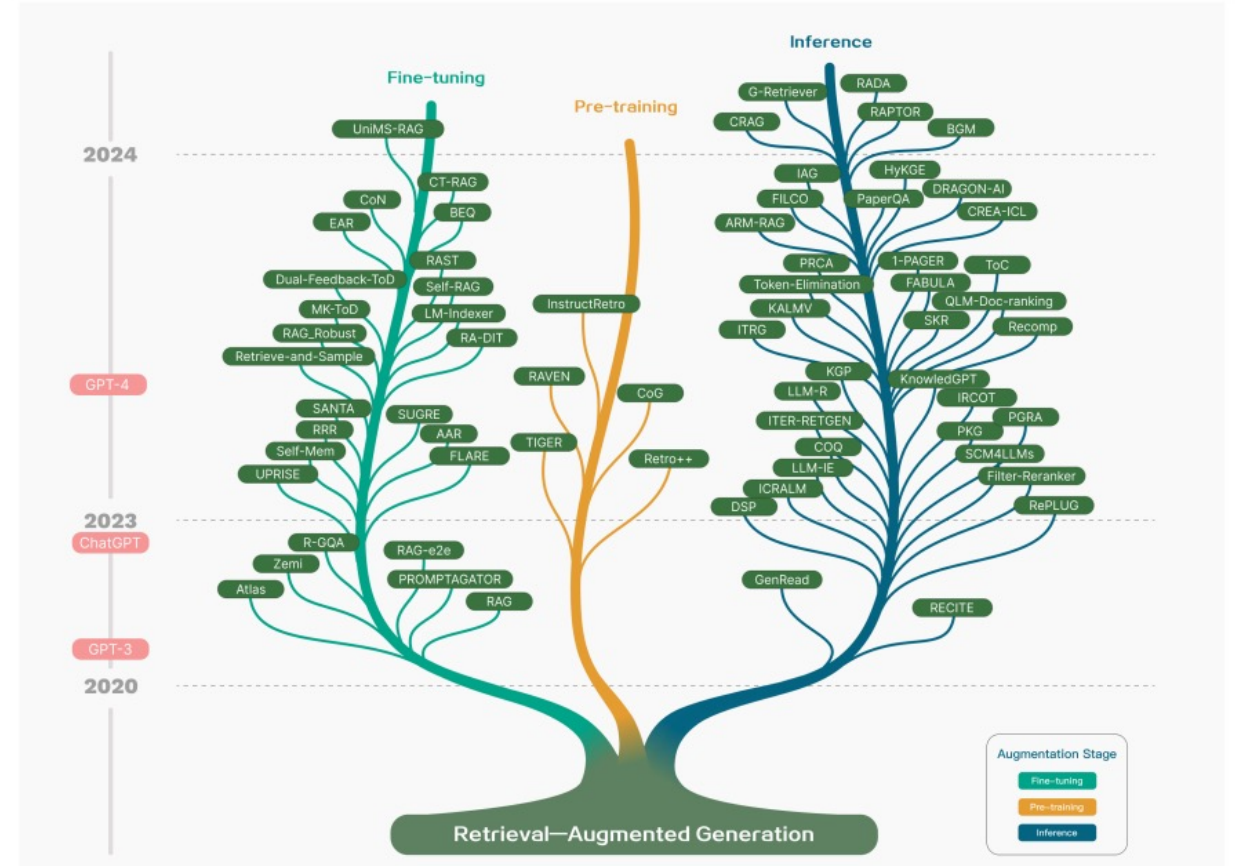 Inference
Fine-tuning
Pre-training
G-Retriever
RADA
RAPTOR
CRAG
BGM
UniMS-RAG
2024
IAG
HyKGE
CT-RAG
DRAGON-AI
CoN
FILCO
PaperQA
BEQ
CREA-ICL
EAR
ARM-RAG
RAST
PRCA
1-PAGER
ToC
Dual-Feedback-ToD
Self-RAG
Token-Elimination
FABULA
InstructRetro
QLM-Doc-ranking
MK-ToD
LM-Indexer
KALMV
SKR
RAG_Robust
RA-DIT
ITRG
Recomp
Retrieve-and-Sample
GPT-4
RAVEN
KGP
KnowledGPT
CoG
LLM-R
IRCOT
SANTA
SUGRE
ITER-RETGEN
PGRA
RRR
AAR
PKG
TIGER
COQ
Self-Mem
FLARE
Retro++
SCM4LLMs
LLM-IE
UPRISE
Filter-Reranker
ICRALM
DSP
RePLUG
2023
ChatGPT
R-GQA
RAG-e2e
Zemi
PROMPTAGATOR
GenRead
Atlas
RAG
RECITE
GPT-3
2020
Augmentation Stage
Fine-tuning
Pre-training
Inference
Retrieval—Augmented Generation